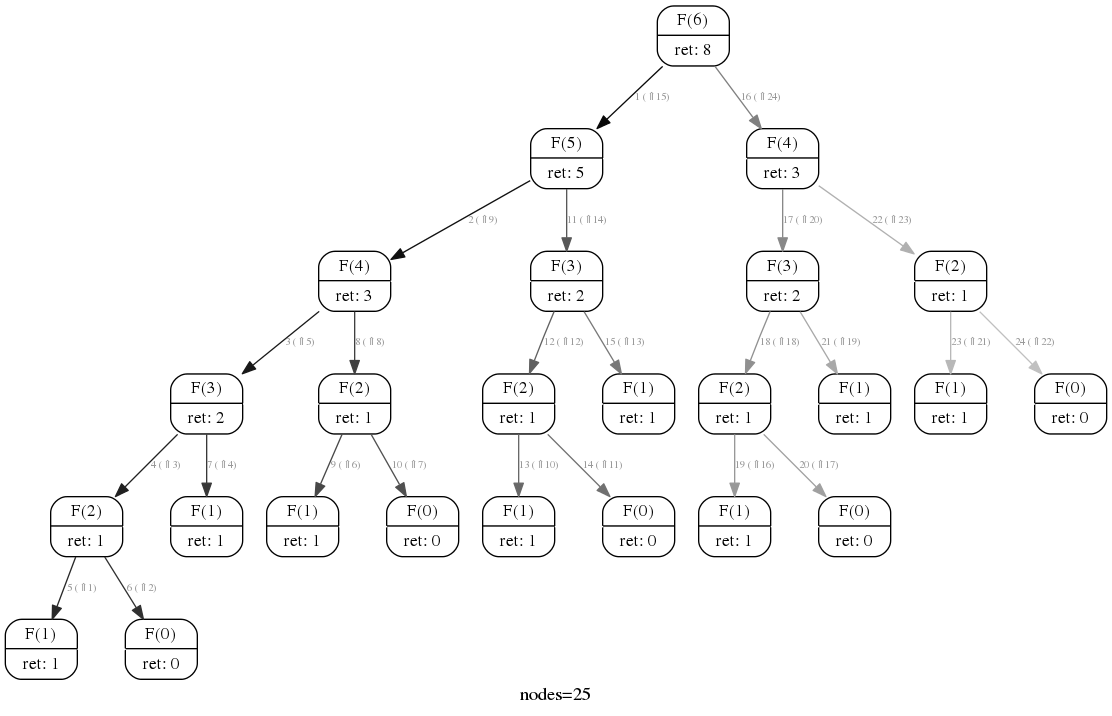 F(6)
ret: 8
1 ( 15)
16 ( 24)
F(5)
ret: 5
F(4)
ret: 3
2 ( 9)
11 ( 14)
17 ( 20)
22 ( 23)
F(4)
ret: 3
F(3)
ret: 2
F(3)
ret: 2
F(2)
ret: 1
3 ( 5)
8 ( 8)
12 ( 12)
15 ( 13)
18 ( 18)
21 ( 19)
23 ( 21)
24 ( 22)
F(3)
ret: 2
F(2)
ret: 1
F(2)
ret: 1
F(1)
ret: 1
F(2)
ret: 1
F(1)
ret: 1
F(1)
ret: 1
F(0)
ret: 0
4 ( 3)
7 ( 4)
9 ( 6)
10 ( 7)
13 ( 10)
14 ( 11)
19 ( 16)
20 ( 17)
F(2)
ret: 1
F(1)
ret: 1
F(1)
ret: 1
F(0)
ret: 0
F(1)
ret: 1
F(0)
ret: 0
F(1)
ret: 1
F(0)
ret: 0
5 ( 1)
6 ( 2)
F(1)
ret: 1
F(0)
ret: 0
nodes=25